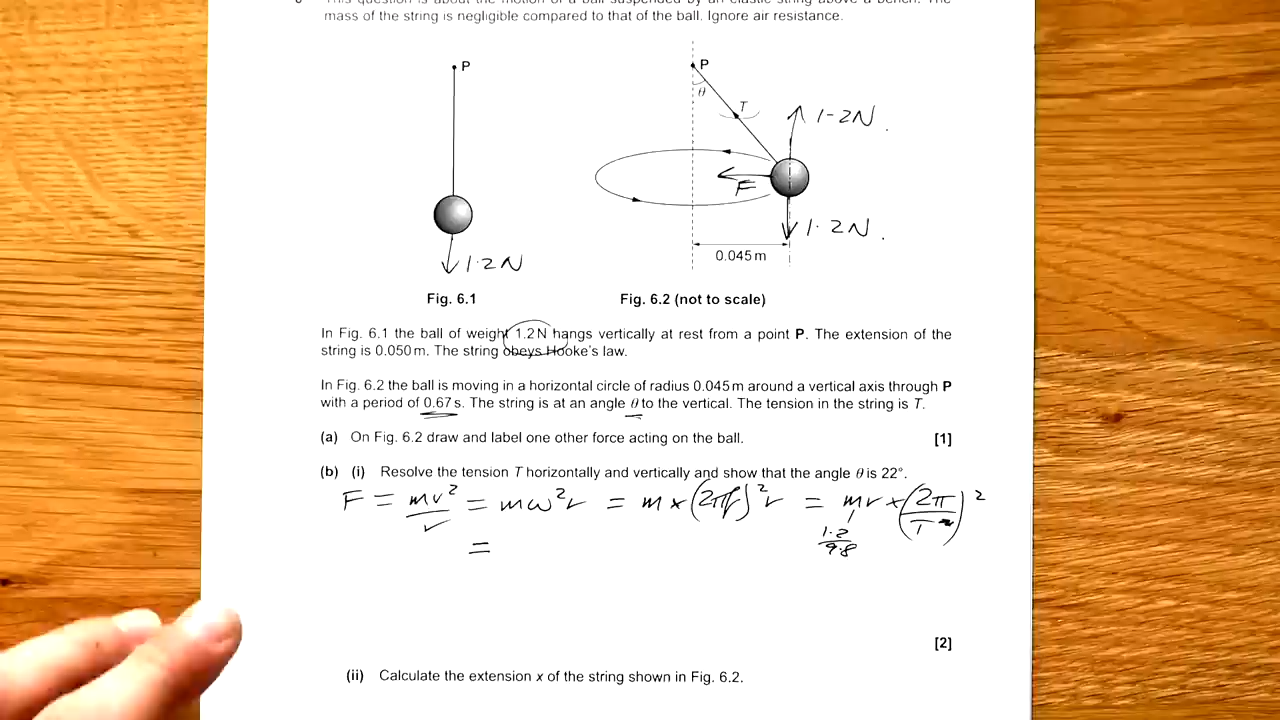 mass of the string is negligible compared to that of the ball. Ignore air resistance.
P
P
θ
T
1-2N.
F
1.2N.
0.045 m
1.2N
Fig. 6.1
Fig. 6.2 (not to scale)
In Fig. 6.1 the ball of weight 1.2 N hangs vertically at rest from a point P. The extension of the
string is 0.050 m. The string obeys Hooke's law.
In Fig. 6.2 the ball is moving in a horizontal circle of radius 0.045 m around a vertical axis through P
with a period of 0.67 s. The string is at an angle θ to the vertical. The tension in the string is T.
(a) On Fig. 6.2 draw and label one other force acting on the ball. [1]
(b) (i) Resolve the tension T horizontally and vertically and show that the angle θ is 22°.
F = mv²/r = mω²r = m×(2πf)²r = mr×(2π/T)²
1.2/9.8
=
[2]
(ii) Calculate the extension x of the string shown in Fig. 6.2.